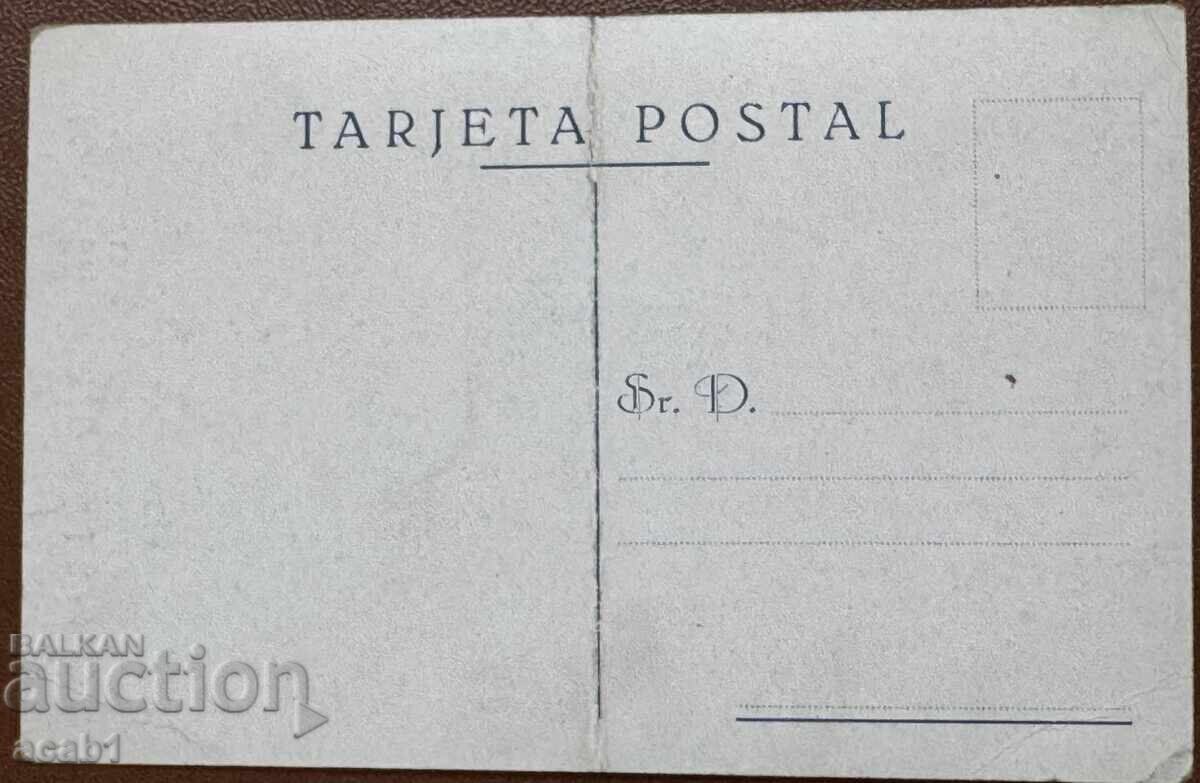 TARJETA POSTAL
Sr. D.
BALKAN
auction
acab1